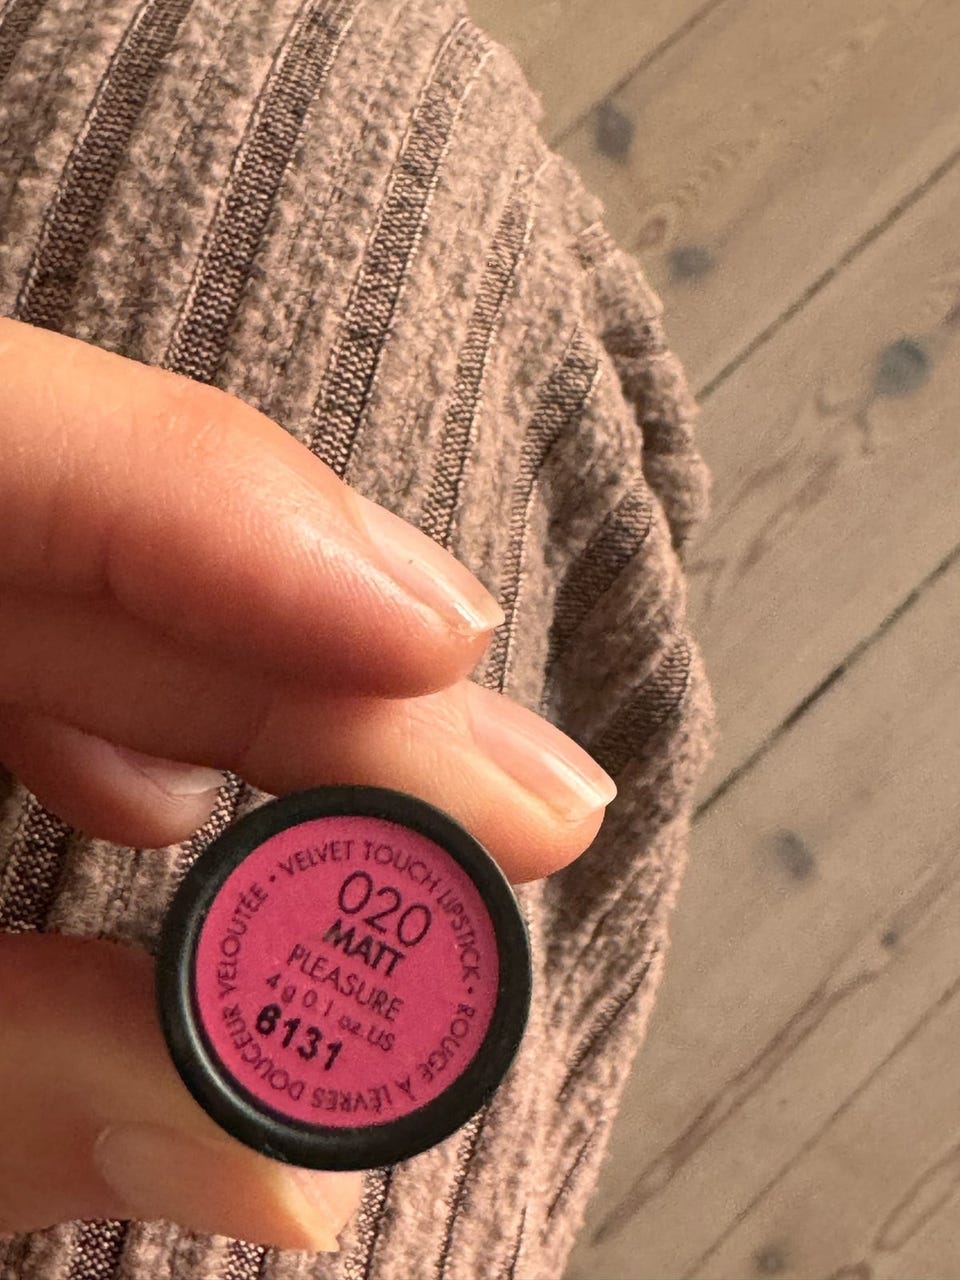 • VELVET TOUCH LIPSTICK •
020
MATT
PLEASURE
4 g 0.1 oz.US
6131
ROUGE À LÈVRES DOUCEUR VELOUTÉE